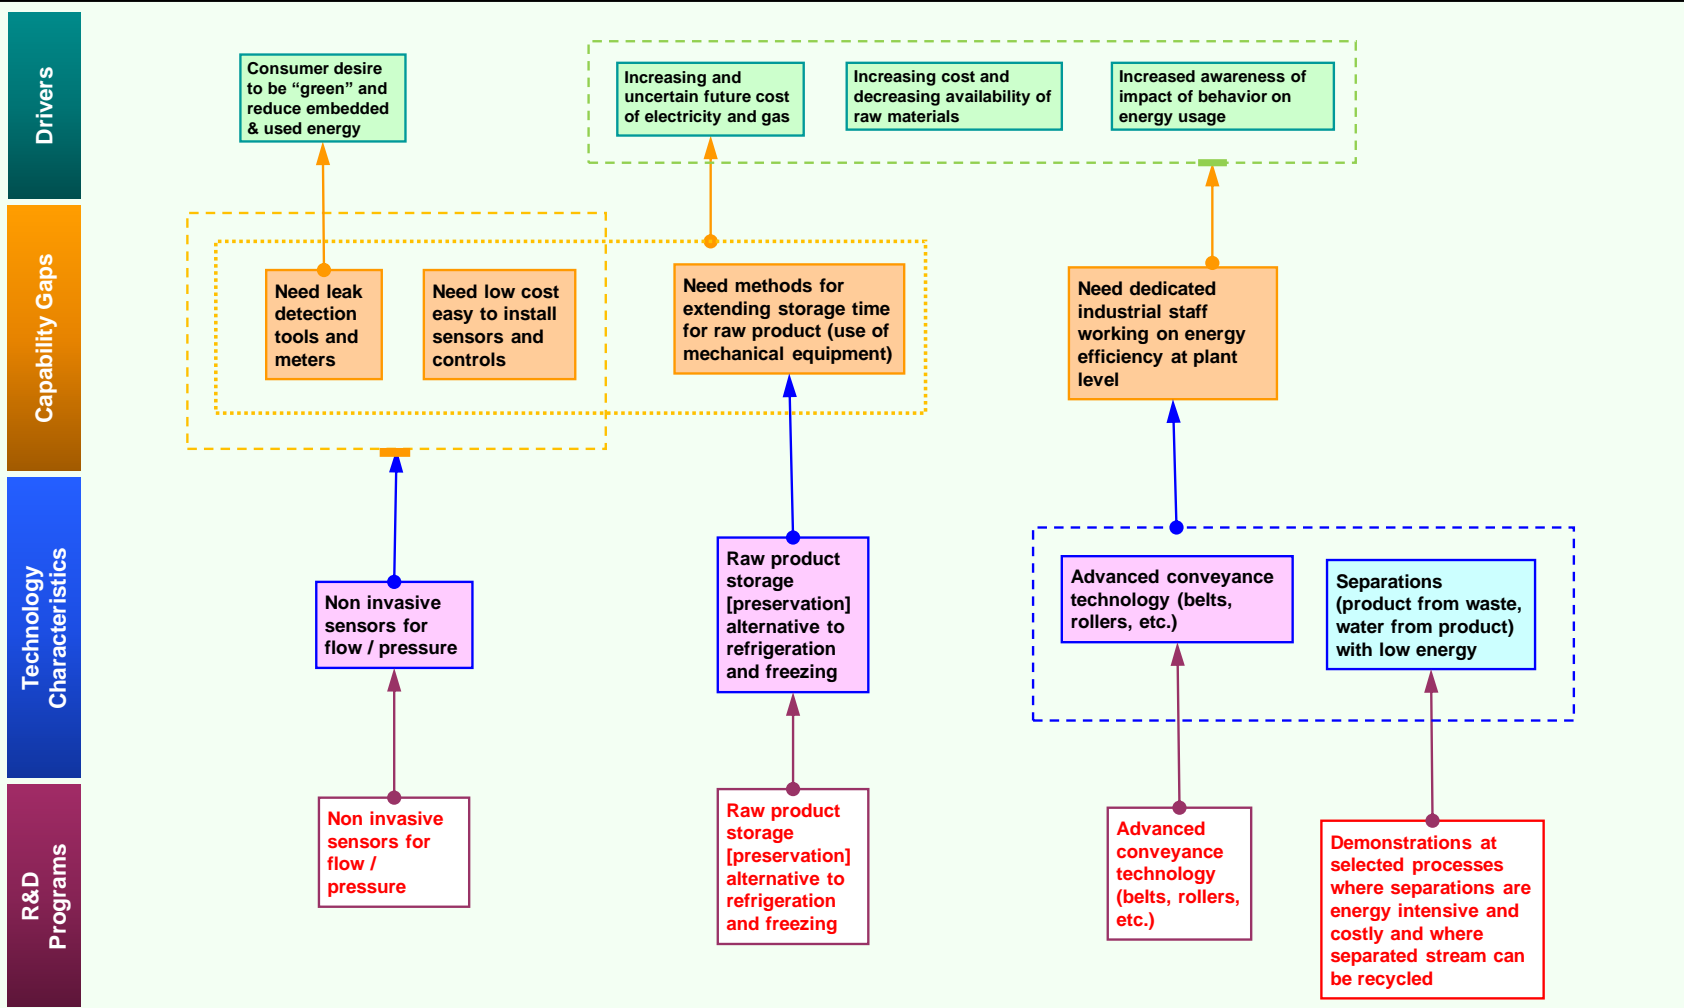 Drivers
Consumer desire
to be “green” and
reduce embedded
& used energy
Increasing and
uncertain future cost
of electricity and gas
Increasing cost and
decreasing availability of
raw materials
Increased awareness of
impact of behavior on
energy usage
Capability Gaps
Need leak
detection
tools and
meters
Need low cost
easy to install
sensors and
controls
Need methods for
extending storage time
for raw product (use of
mechanical equipment)
Need dedicated
industrial staff
working on energy
efficiency at plant
level
Technology
Characteristics
Non invasive
sensors for
flow / pressure
Raw product
storage
[preservation]
alternative to
refrigeration
and freezing
Advanced conveyance
technology (belts,
rollers, etc.)
Separations
(product from waste,
water from product)
with low energy
R&D
Programs
Non invasive
sensors for
flow /
pressure
Raw product
storage
[preservation]
alternative to
refrigeration
and freezing
Advanced
conveyance
technology
(belts, rollers,
etc.)
Demonstrations at
selected processes
where separations are
energy intensive and
costly and where
separated stream can
be recycled